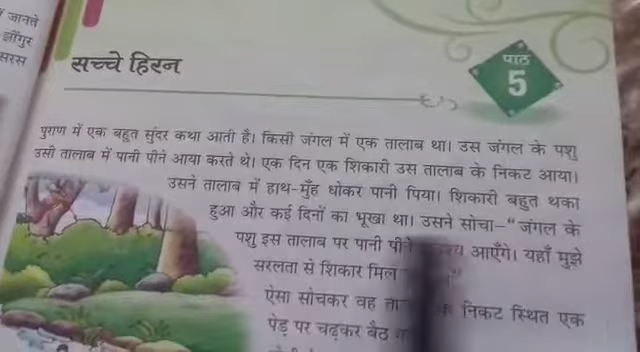 जानते
झींगुर
सारस
सच्चे हिरन
पाठ
5
पुराण में एक बहुत सुंदर कथा आती है। किसी जंगल में एक तालाब था। उस जंगल के पशु
उसी तालाब में पानी पीने आया करते थे। एक दिन एक शिकारी उस तालाब के निकट आया।
उसने तालाब में हाथ-मुँह धोकर पानी पिया। शिकारी बहुत थका
हुआ और कई दिनों का भूखा था। उसने सोचा-“जंगल के
पशु इस तालाब पर पानी पीने आएँगे। यहाँ मुझे
सरलता से शिकार मिल
ऐसा सोचकर वह निकट स्थित एक
पेड़ पर चढ़कर बैठ